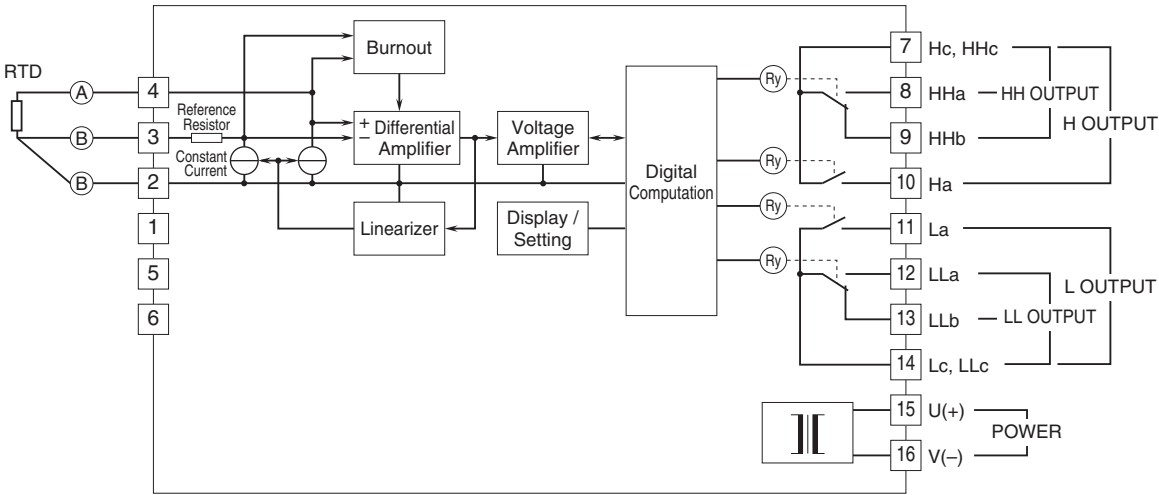 RTD
A
B
B
4
3
2
1
5
6
Reference
Resistor
Constant
Current
Burnout
+
–
Differential
Amplifier
Linearizer
Voltage
Amplifier
Display /
Setting
Digital
Computation
Ry
Ry
Ry
Ry
7 Hc, HHc
8 HHa
HH OUTPUT
9 HHb
H OUTPUT
10 Ha
11 La
12 LLa
L OUTPUT
13 LLb
LL OUTPUT
14 Lc, LLc
15 U(+)
POWER
16 V(–)